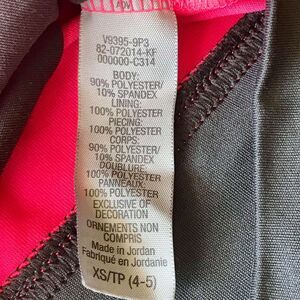 V9395-9P3
82-072014-KF
000000-C314
BODY:
90% POLYESTER/
10% SPANDEX
LINING:
100% POLYESTER
PIECING:
100% POLYESTER
CORPS:
90% POLYESTER/
10% SPANDEX
DOUBLURE:
100% POLYESTER
PANNEAUX:
100% POLYESTER
EXCLUSIVE OF
DECORATION
ORNEMENTS NON
COMPRIS
Made in Jordan
Fabriqué en Jordanie
XS/TP (4-5)